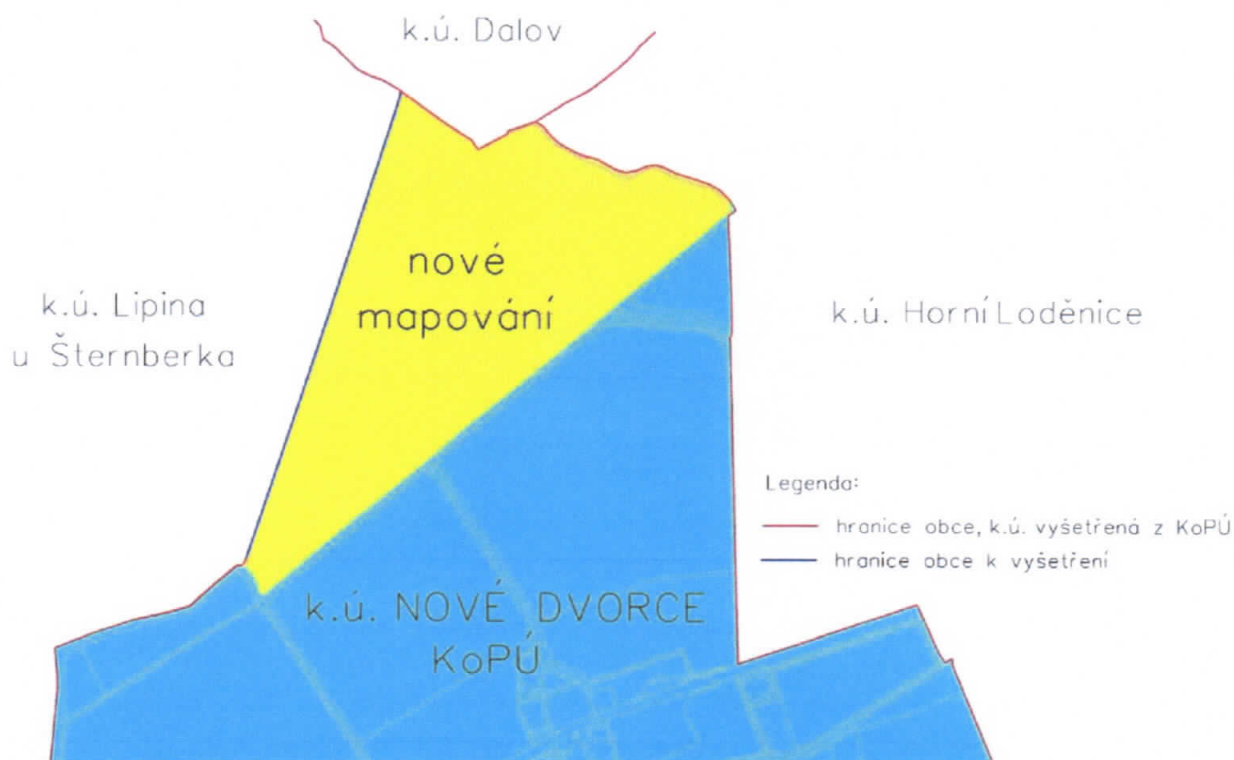 k.ú. Dalov
nové
mapování
k.ú. Lipina
u Šternberka
k.ú. Horní Loděnice
Legenda:
hranice obce, k.ú. vyšetřená z KoPÚ
hranice obce k vyšetření
k.ú. NOVÉ DVORCE
KoPÚ